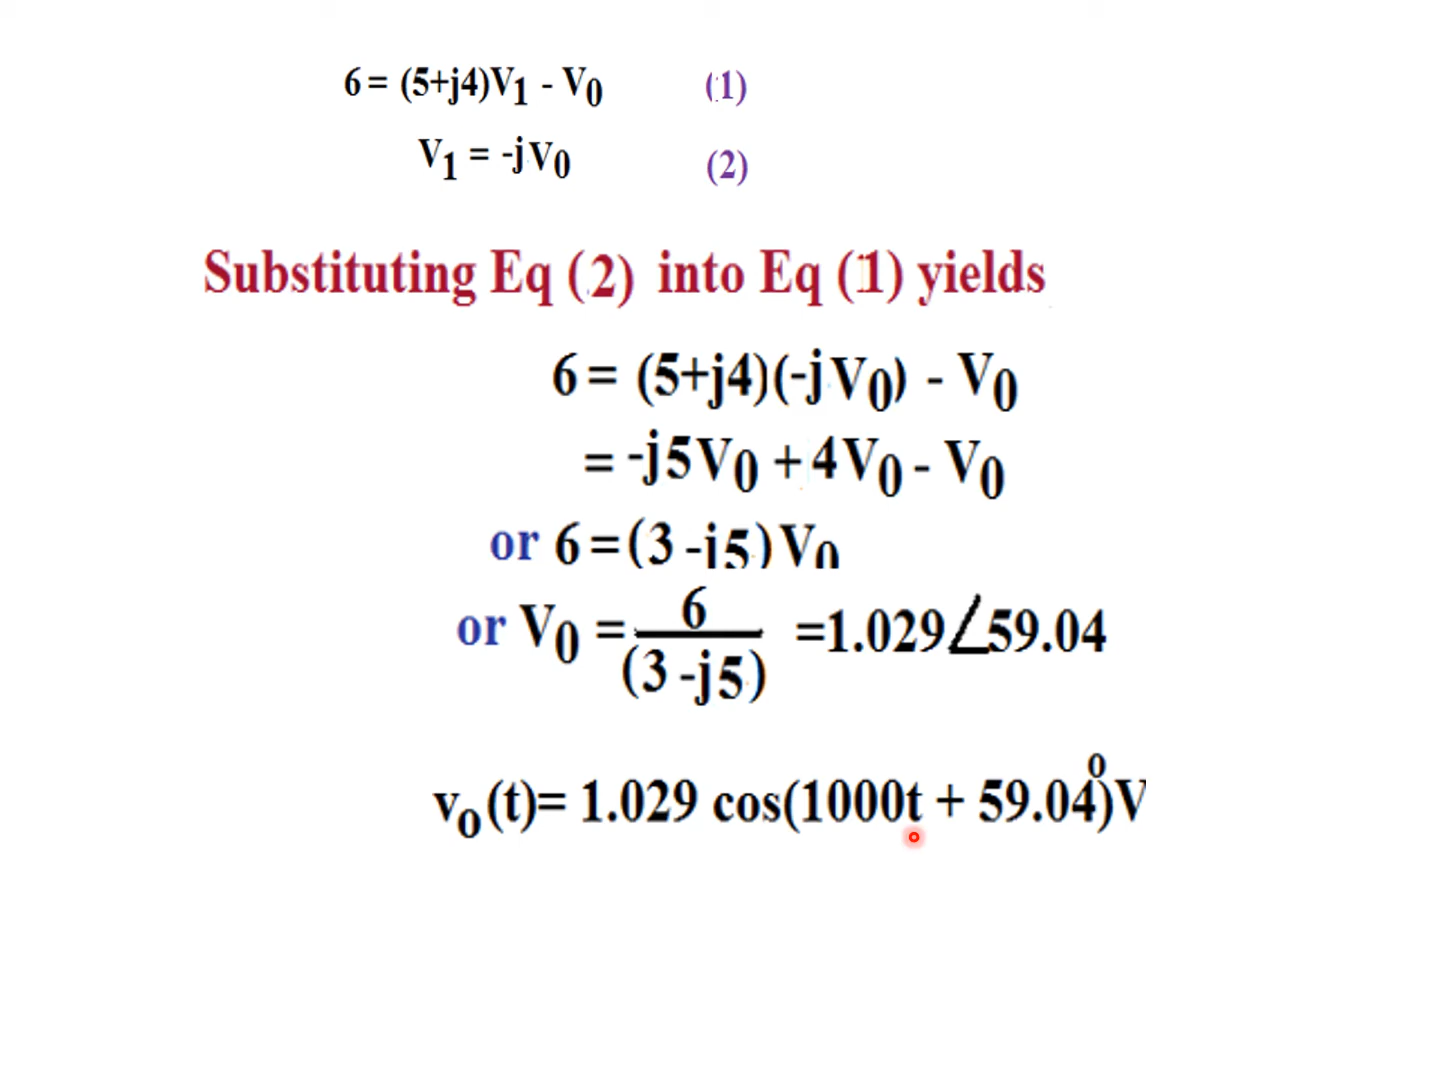 6 = (5+j4)V1 - V0 (1)
V1 = -jV0 (2)
Substituting Eq (2) into Eq (1) yields
6 = (5+j4)(-jV0) - V0
= -j5V0 + 4V0 - V0
or 6 = (3 -j5)V0
or V0 = 6/(3 -j5) =1.029∠59.04
vo(t)= 1.029 cos(1000t + 59.04°)V